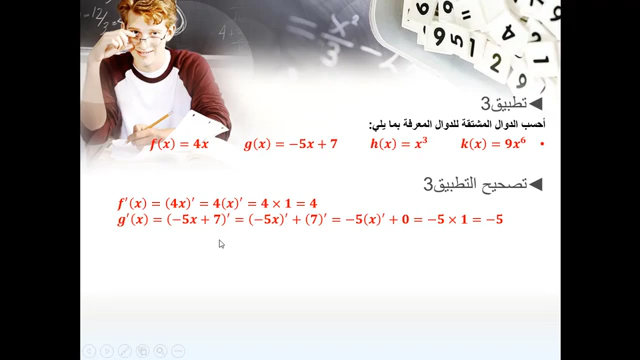 تطبيق3
أحسب الدوال المشتقة للدوال المعرفة بما يلي:
f(x) = 4x g(x) = −5x + 7 h(x) = x³ k(x) = 9x⁶
تصحيح التطبيق3
f′(x) = (4x)′ = 4(x)′ = 4 × 1 = 4
g′(x) = (−5x + 7)′ = (−5x)′ + (7)′ = −5(x)′ + 0 = −5 × 1 = −5